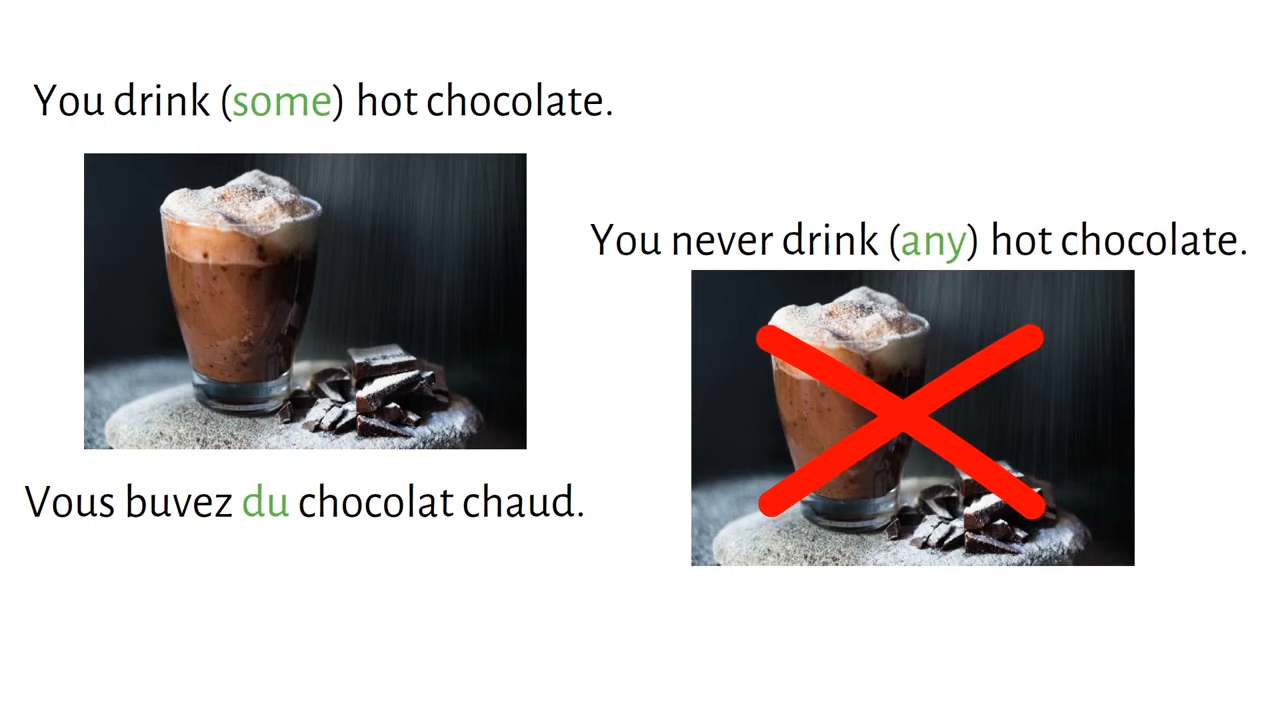 You drink (some) hot chocolate.
You never drink (any) hot chocolate.
Vous buvez du chocolat chaud.